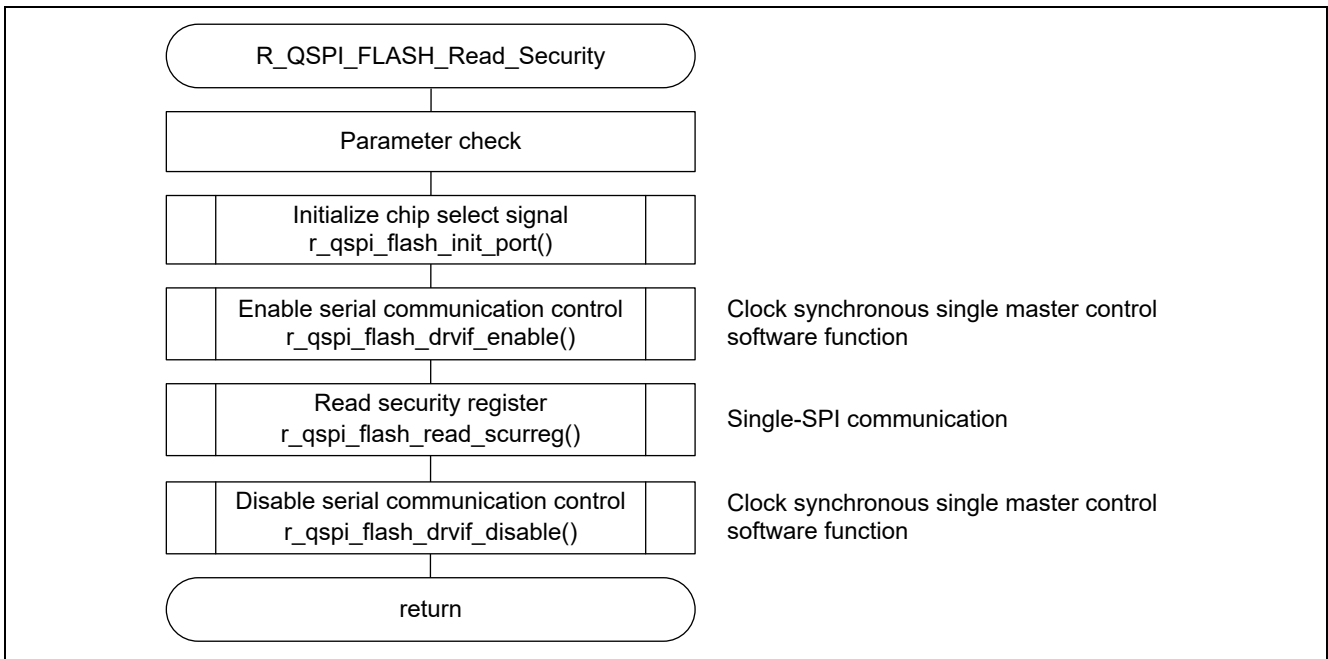 R_QSPI_FLASH_Read_Security
Parameter check
Initialize chip select signal
r_qspi_flash_init_port()
Enable serial communication control
r_qspi_flash_drvif_enable()
Clock synchronous single master control
software function
Read security register
r_qspi_flash_read_scurreg()
Single-SPI communication
Disable serial communication control
r_qspi_flash_drvif_disable()
Clock synchronous single master control
software function
return